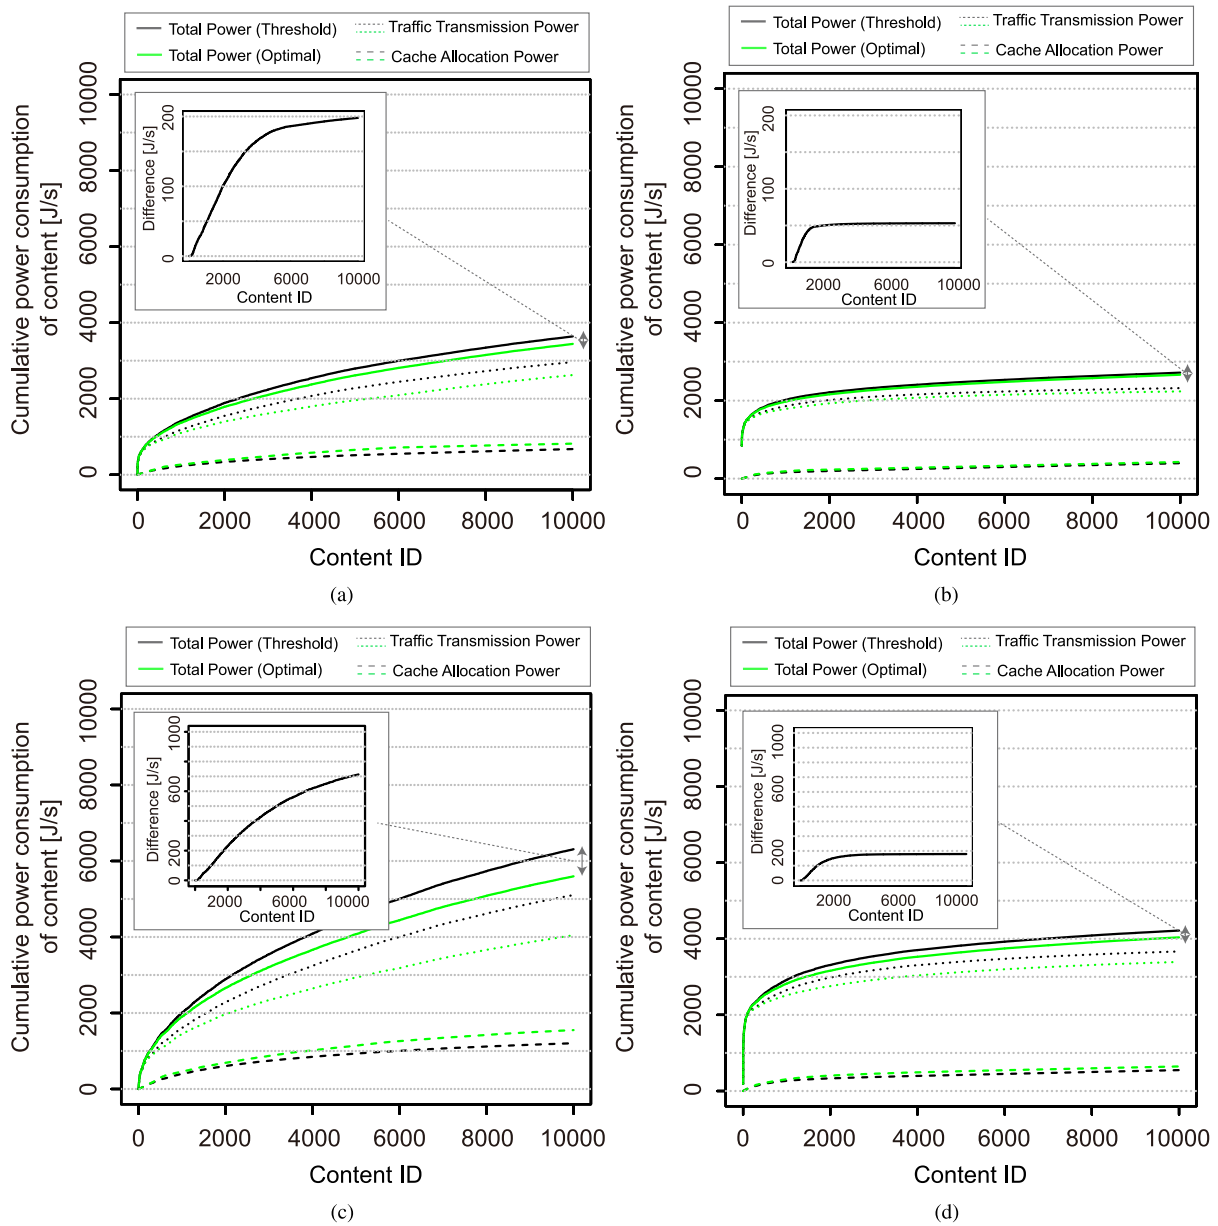 Total Power (Threshold) Traffic Transmission Power
Total Power (Optimal) Cache Allocation Power
Cumulative power consumption
of content [J/s]
10000
8000
6000
4000
2000
0
0 2000 4000 6000 8000 10000
Content ID
Difference [J/s]
200
100
0
2000 6000 10000
Content ID
(a)
Total Power (Threshold) Traffic Transmission Power
Total Power (Optimal) Cache Allocation Power
Cumulative power consumption
of content [J/s]
10000
8000
6000
4000
2000
0
0 2000 4000 6000 8000 10000
Content ID
Difference [J/s]
200
100
0
2000 6000 10000
Content ID
(b)
Total Power (Threshold) Traffic Transmission Power
Total Power (Optimal) Cache Allocation Power
Cumulative power consumption
of content [J/s]
10000
8000
6000
4000
2000
0
0 2000 4000 6000 8000 10000
Content ID
Difference [J/s]
1000
600
200
0
0 2000 6000 10000
Content ID
(c)
Total Power (Threshold) Traffic Transmission Power
Total Power (Optimal) Cache Allocation Power
Cumulative power consumption
of content [J/s]
10000
8000
6000
4000
2000
0
0 2000 4000 6000 8000 10000
Content ID
Difference [J/s]
1000
600
200
0
0 2000 6000 10000
Content ID
(d)